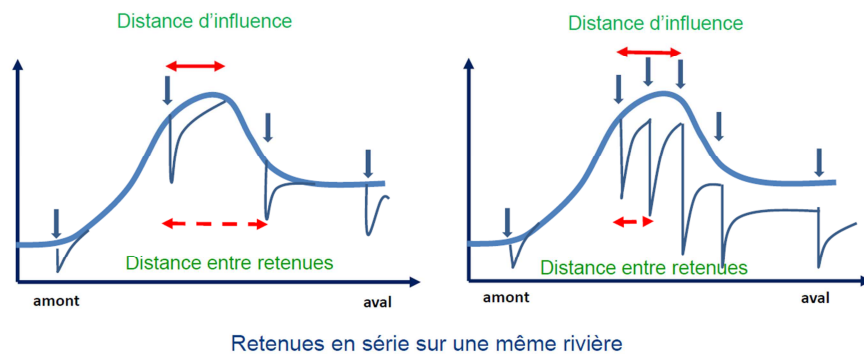 Distance d'influence
Distance d'influence
Distance entre retenues
Distance entre retenues
amont
aval
amont
aval
Retenues en série sur une même rivière